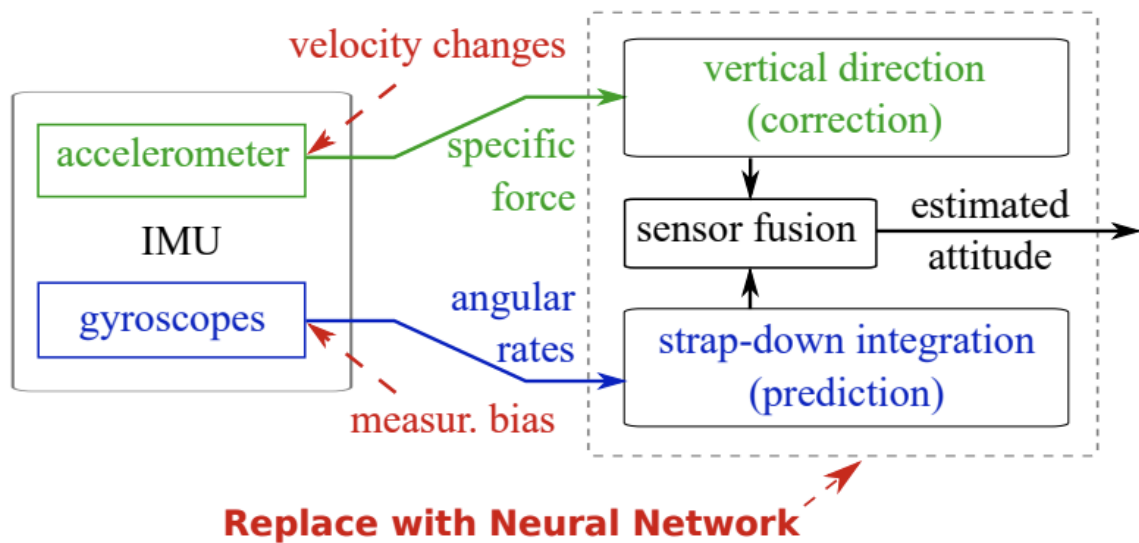 velocity changes
accelerometer
IMU
gyroscopes
specific
force
angular
rates
measur. bias
vertical direction
(correction)
sensor fusion
estimated
attitude
strap-down integration
(prediction)
Replace with Neural Network